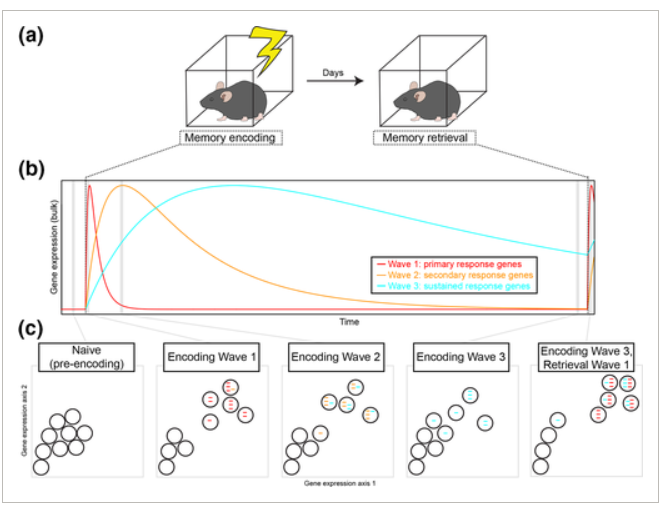 (a)
Days
Memory encoding
Memory retrieval
(b)
Gene expression (bulk)
Wave 1: primary response genes
Wave 2: secondary response genes
Wave 3: sustained response genes
Time
(c)
Naive
(pre-encoding)
Encoding Wave 1
Encoding Wave 2
Encoding Wave 3
Encoding Wave 3,
Retrieval Wave 1
Gene expression axis 2
Gene expression axis 1